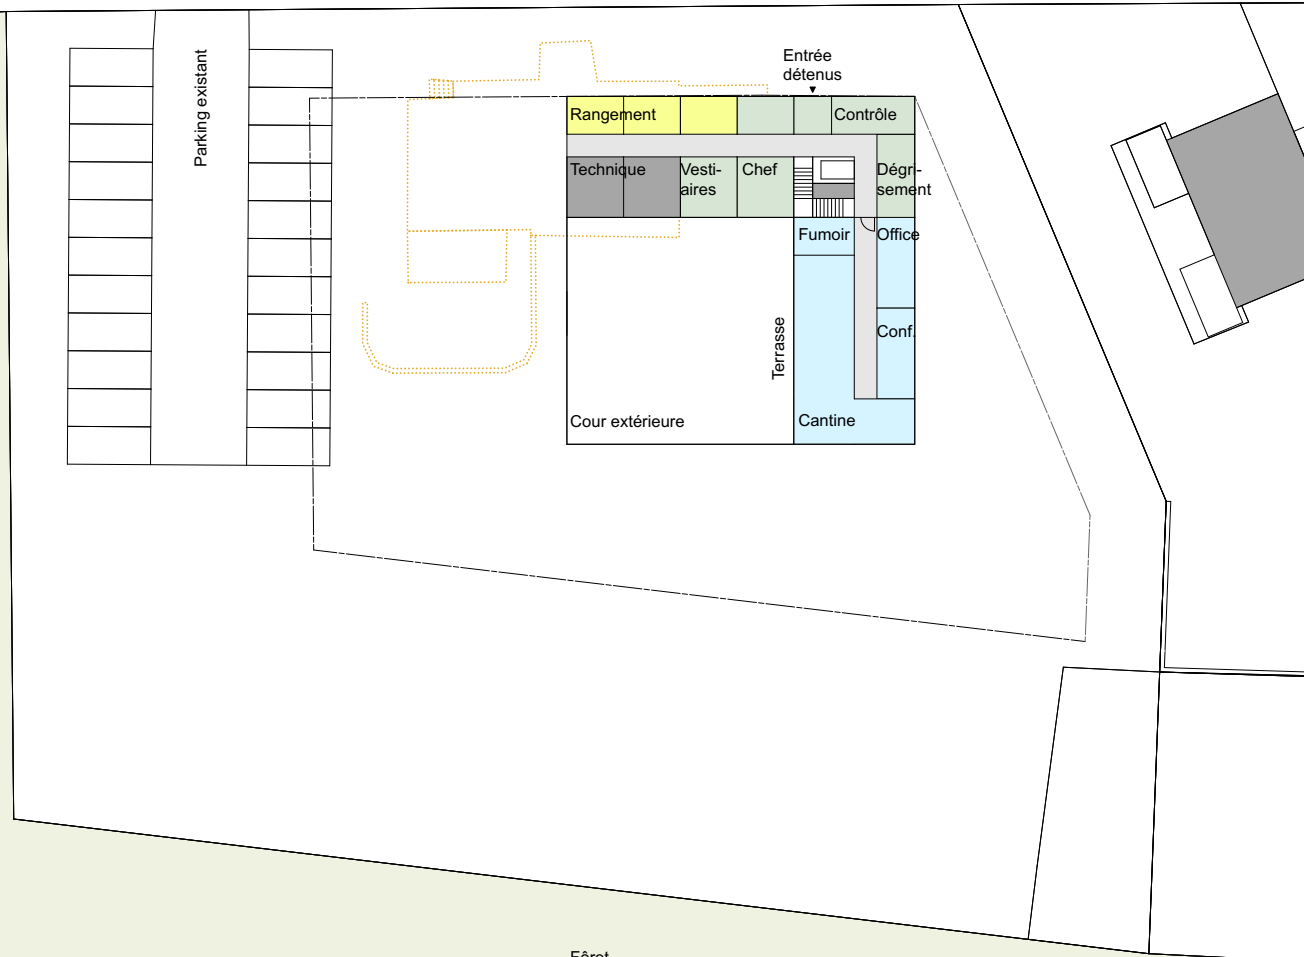 Parking existant
Entrée
détenus
Rangement
Contrôle
Technique
Vesti-
aires
Chef
Dégri-
sement
Fumoir
Office
Terrasse
Conf.
Cour extérieure
Cantine
Fôret